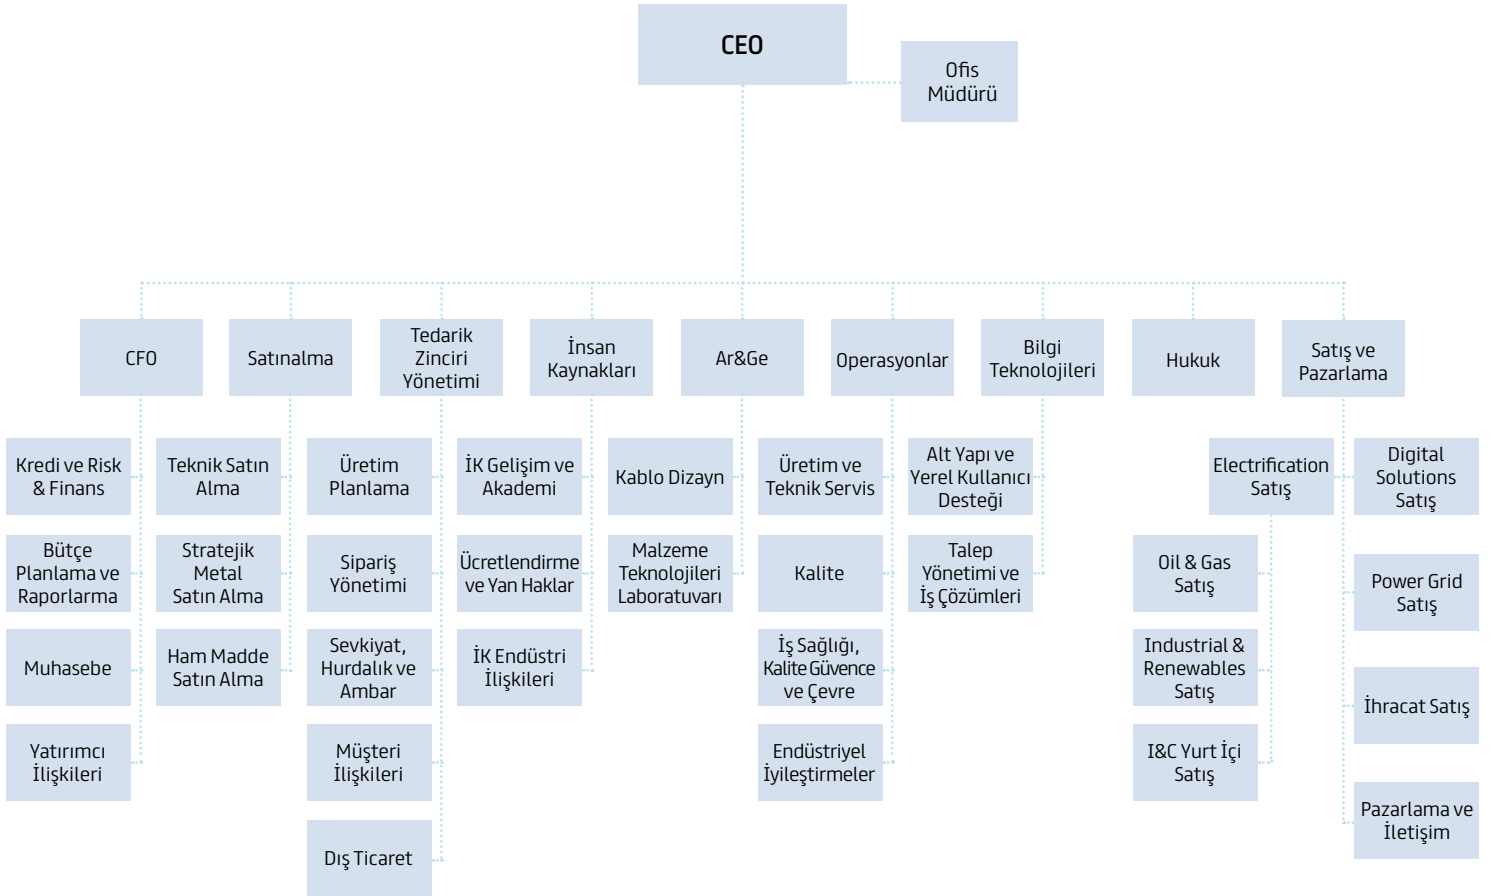 CEO
Ofis
Müdürü
CFO
Satınalma
Tedarik
Zinciri
Yönetimi
İnsan
Kaynakları
Ar&Ge
Operasyonlar
Bilgi
Teknolojileri
Hukuk
Satış ve
Pazarlama
Kredi ve Risk
& Finans
Bütçe
Planlama ve
Raporlarma
Muhasebe
Yatırımcı
İlişkileri
Teknik Satın
Alma
Stratejik
Metal
Satın Alma
Ham Madde
Satın Alma
Üretim
Planlama
Sipariş
Yönetimi
Sevkiyat,
Hurdalık ve
Ambar
Müşteri
İlişkileri
Dış Ticaret
İK Gelişim ve
Akademi
Ücretlendirme
ve Yan Haklar
İK Endüstri
İlişkileri
Kablo Dizayn
Malzeme
Teknolojileri
Laboratuvarı
Üretim ve
Teknik Servis
Kalite
İş Sağlığı,
Kalite Güvence
ve Çevre
Endüstriyel
İyileştirmeler
Alt Yapı ve
Yerel Kullanıcı
Desteği
Talep
Yönetimi ve
İş Çözümleri
Electrification
Satış
Oil & Gas
Satış
Industrial &
Renewables
Satış
I&C Yurt İçi
Satış
Digital
Solutions
Satış
Power Grid
Satış
İhracat Satış
Pazarlama ve
İletişim